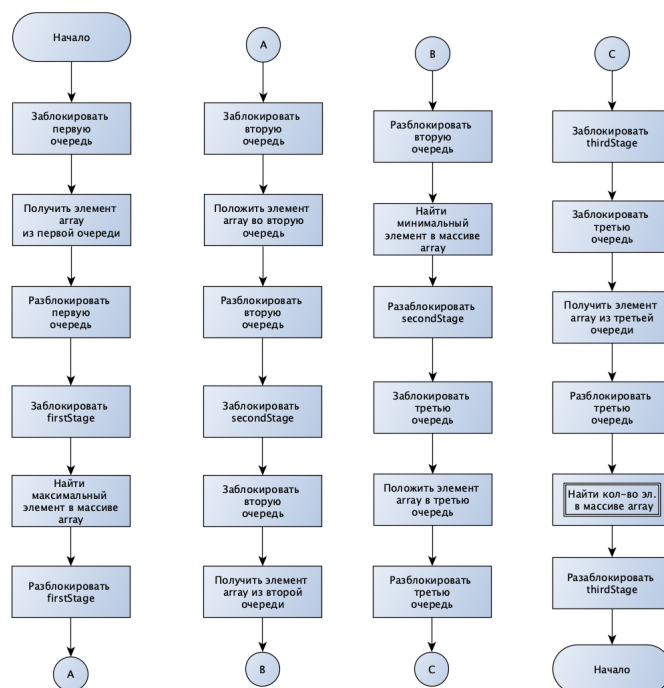 Начало
Заблокировать
первую
очередь
Получить элемент
array
из первой очереди
Разблокировать
первую
очередь
Заблокировать
firstStage
Найти
максимальный
элемент в массиве
array
Разблокировать
firstStage
A
A
Заблокировать
вторую
очередь
Положить элемент
array во вторую
очередь
Разблокировать
вторую
очередь
Заблокировать
secondStage
Заблокировать
вторую
очередь
Получить элемент
array из второй
очереди
B
B
Разблокировать
вторую
очередь
Найти
минимальный
элемент в массиве
array
Разаблокировать
secondStage
Заблокировать
третью
очередь
Положить элемент
array в третью
очередь
Разблокировать
третью
очередь
C
C
Заблокировать
thirdStage
Заблокировать
третью
очередь
Получить элемент
array из третьей
очереди
Разблокировать
третью
очередь
Найти кол-во эл.
в массиве array
Разаблокировать
thirdStage
Начало